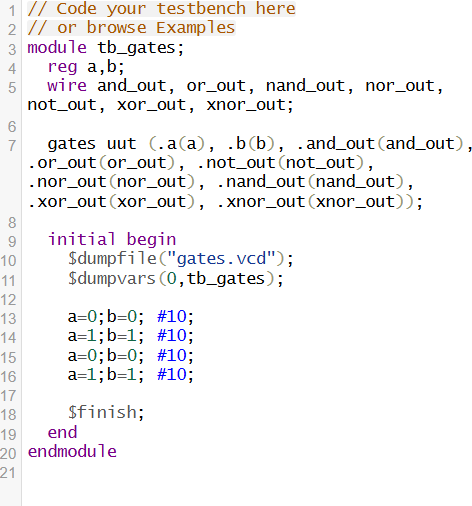 1 // Code your testbench here
2 // or browse Examples
3 module tb_gates;
4 reg a,b;
5 wire and_out, or_out, nand_out, nor_out,
not_out, xor_out, xnor_out;
6
7 gates uut (.a(a), .b(b), .and_out(and_out),
.or_out(or_out), .not_out(not_out),
.nor_out(nor_out), .nand_out(nand_out),
.xor_out(xor_out), .xnor_out(xnor_out));
8
9 initial begin
10 $dumpfile("gates.vcd");
11 $dumpvars(0,tb_gates);
12
13 a=0;b=0; #10;
14 a=1;b=1; #10;
15 a=0;b=0; #10;
16 a=1;b=1; #10;
17
18 $finish;
19 end
20 endmodule
21